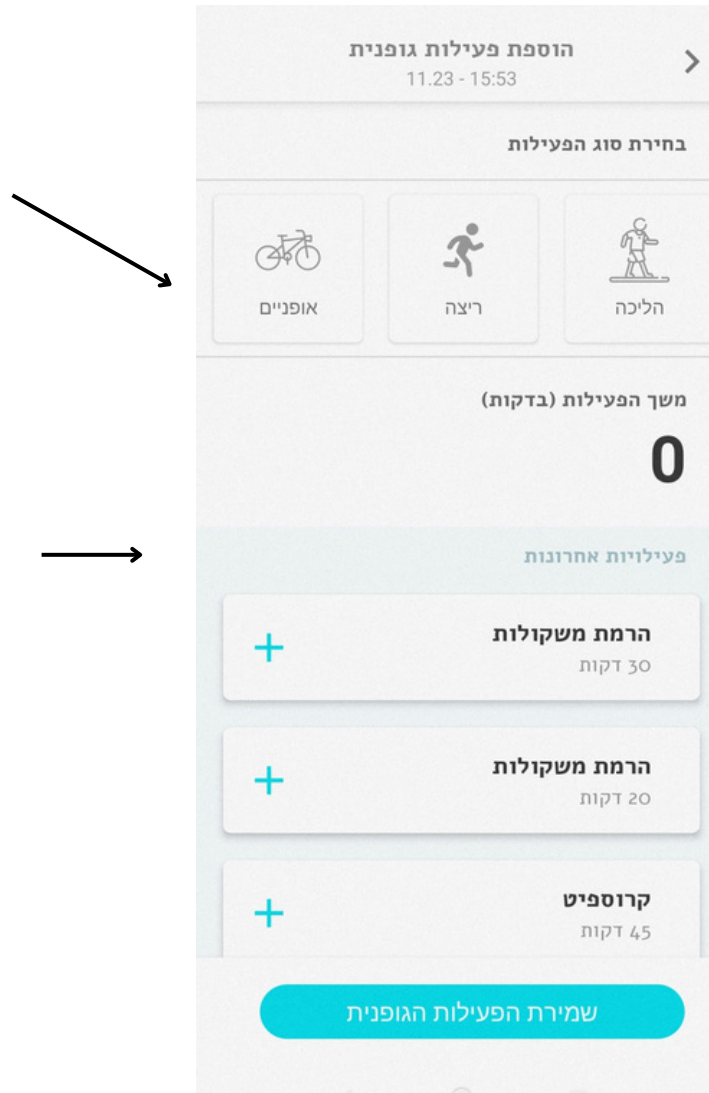 הוספת פעילות גופנית
11.23 - 15:53
בחירת סוג הפעילות
הליכה
ריצה
אופניים
משך הפעילות (בדקות)
0
פעילויות אחרונות
הרמת משקולות
30 דקות
הרמת משקולות
20 דקות
קרוספיט
45 דקות
שמירת הפעילות הגופנית